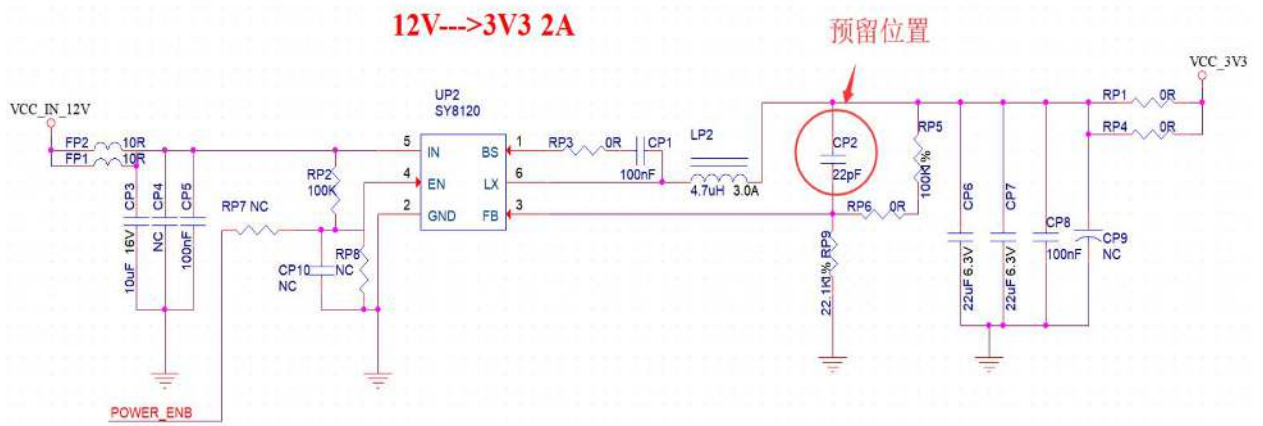 12V--->3V3 2A
预留位置
VCC_3V3
VCC_IN_12V
UP2
SY8120
FP2 10R
FP1 10R
5 IN
BS 1
4 EN
LX 6
2 GND
FB 3
RP3 0R
CP1
100nF
LP2
4.7uH 3.0A
CP2
22pF
RP5
100K1%
RP1 0R
RP4 0R
CP3
10uF 16V
CP4
NC
CP5
100nF
RP2
100K
RP7 NC
RP8
NC
CP10
NC
RP6 0R
RP9
22.1K1%
CP6
22uF 6.3V
CP7
22uF 6.3V
CP8
100nF
CP9
NC
POWER_ENB